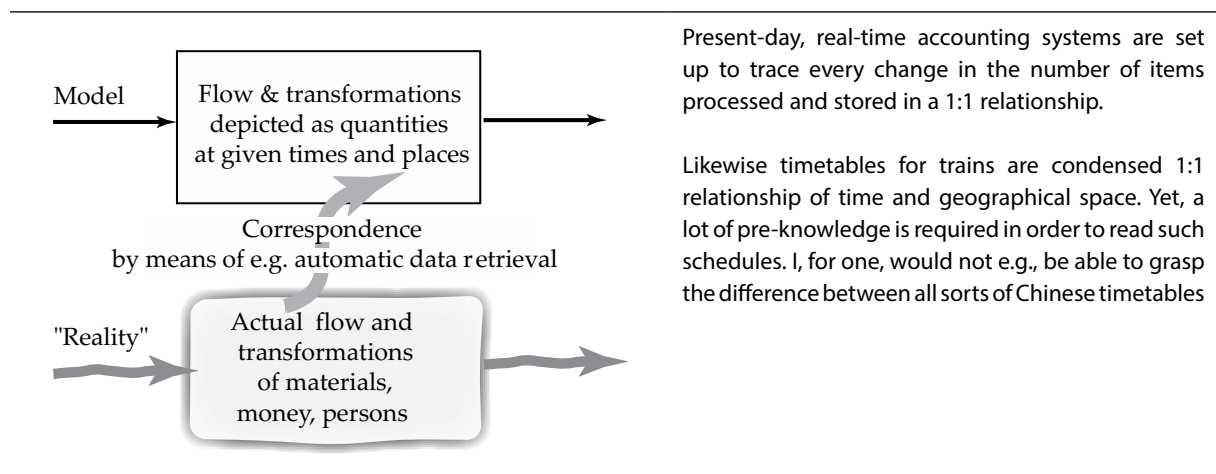 Model
Flow & transformations
depicted as quantities
at given times and places
Correspondence
by means of e.g. automatic data retrieval
"Reality"
Actual flow and
transformations
of materials,
money, persons
Present-day, real-time accounting systems are set
up to trace every change in the number of items
processed and stored in a 1:1 relationship.
Likewise timetables for trains are condensed 1:1
relationship of time and geographical space. Yet, a
lot of pre-knowledge is required in order to read such
schedules. I, for one, would not e.g., be able to grasp
the difference between all sorts of Chinese timetables